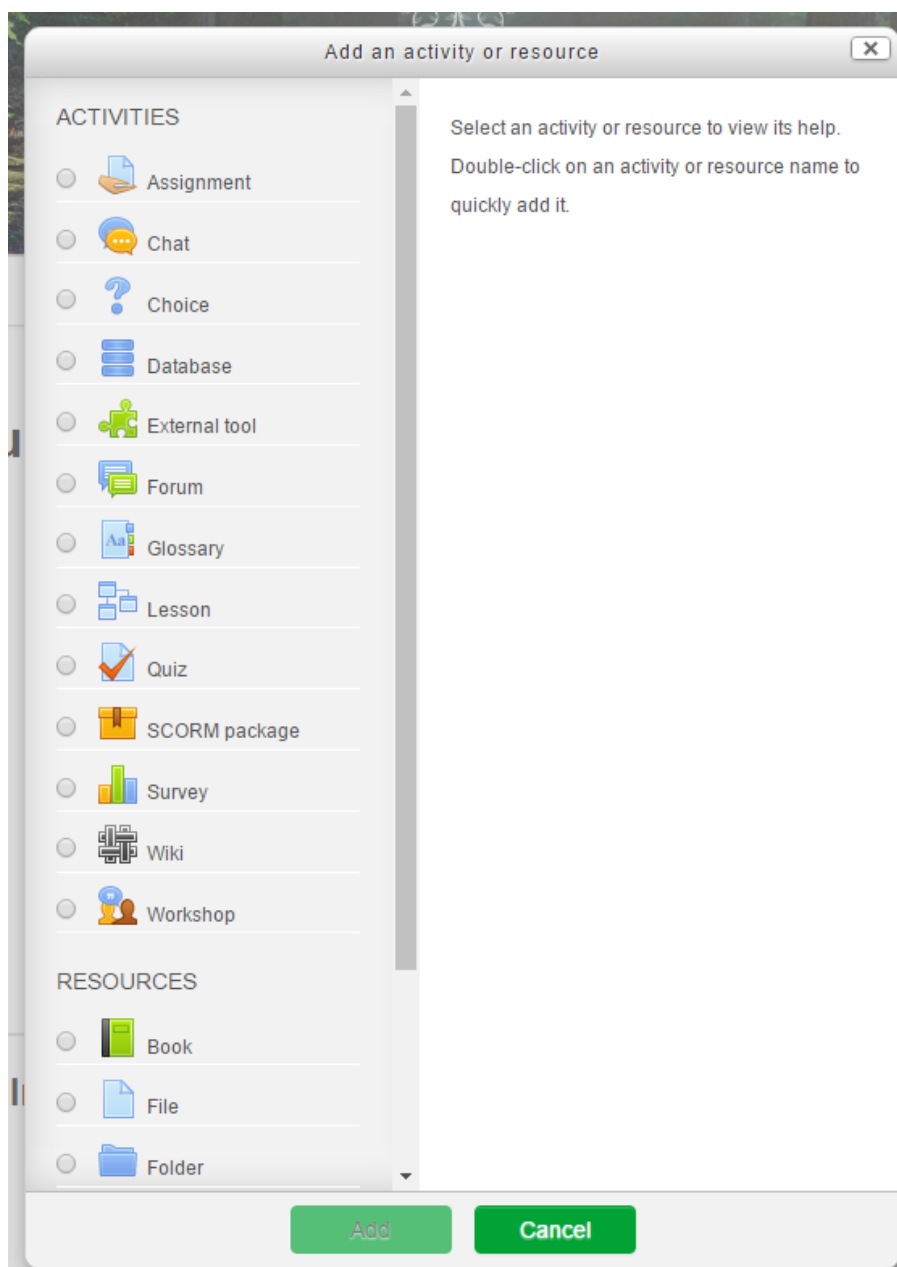 Add an activity or resource
ACTIVITIES
Assignment
Chat
Choice
Database
External tool
Forum
Glossary
Lesson
Quiz
SCORM package
Survey
Wiki
Workshop
RESOURCES
Book
File
Folder
Select an activity or resource to view its help.
Double-click on an activity or resource name to
quickly add it.
Add
Cancel